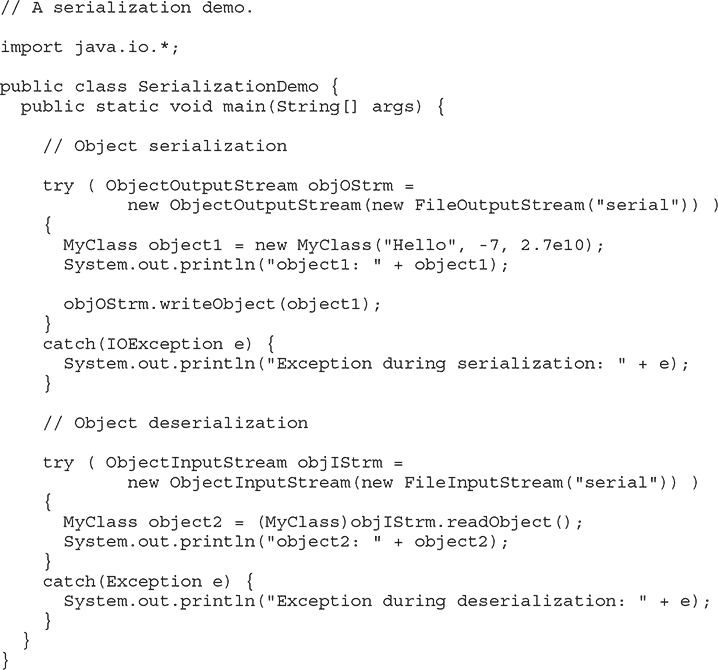 // A serialization demo.

import java.io.*;

public class SerializationDemo {
  public static void main(String[] args) {

    // Object serialization

    try ( ObjectOutputStream objOStrm =
            new ObjectOutputStream(new FileOutputStream("serial")) )
    {
      MyClass object1 = new MyClass("Hello", -7, 2.7e10);
      System.out.println("object1: " + object1);

      objOStrm.writeObject(object1);
    }
    catch(IOException e) {
      System.out.println("Exception during serialization: " + e);
    }

    // Object deserialization

    try ( ObjectInputStream objIStrm =
            new ObjectInputStream(new FileInputStream("serial")) )
    {
      MyClass object2 = (MyClass)objIStrm.readObject();
      System.out.println("object2: " + object2);
    }
    catch(Exception e) {
      System.out.println("Exception during deserialization: " + e);
    }
  }
}